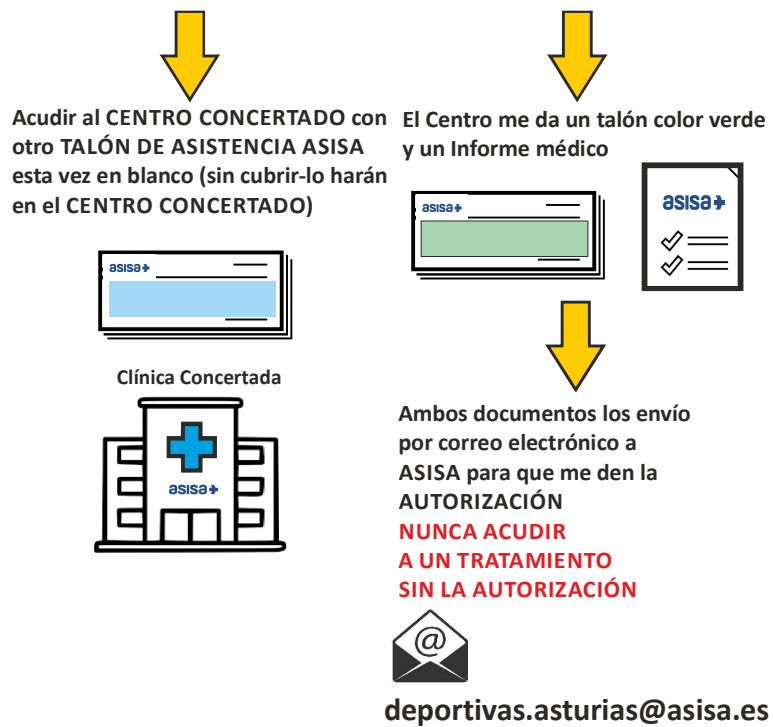 Acudir al CENTRO CONCERTADO con
otro TALÓN DE ASISTENCIA ASISA
esta vez en blanco (sin cubrir-lo harán
en el CENTRO CONCERTADO)
asisa+
Clínica Concertada
asisa+
El Centro me da un talón color verde
y un Informe médico
asisa+
asisa+
Ambos documentos los envío
por correo electrónico a
ASISA para que me den la
AUTORIZACIÓN
NUNCA ACUDIR
A UN TRATAMIENTO
SIN LA AUTORIZACIÓN
@
deportivas.asturias@asisa.es